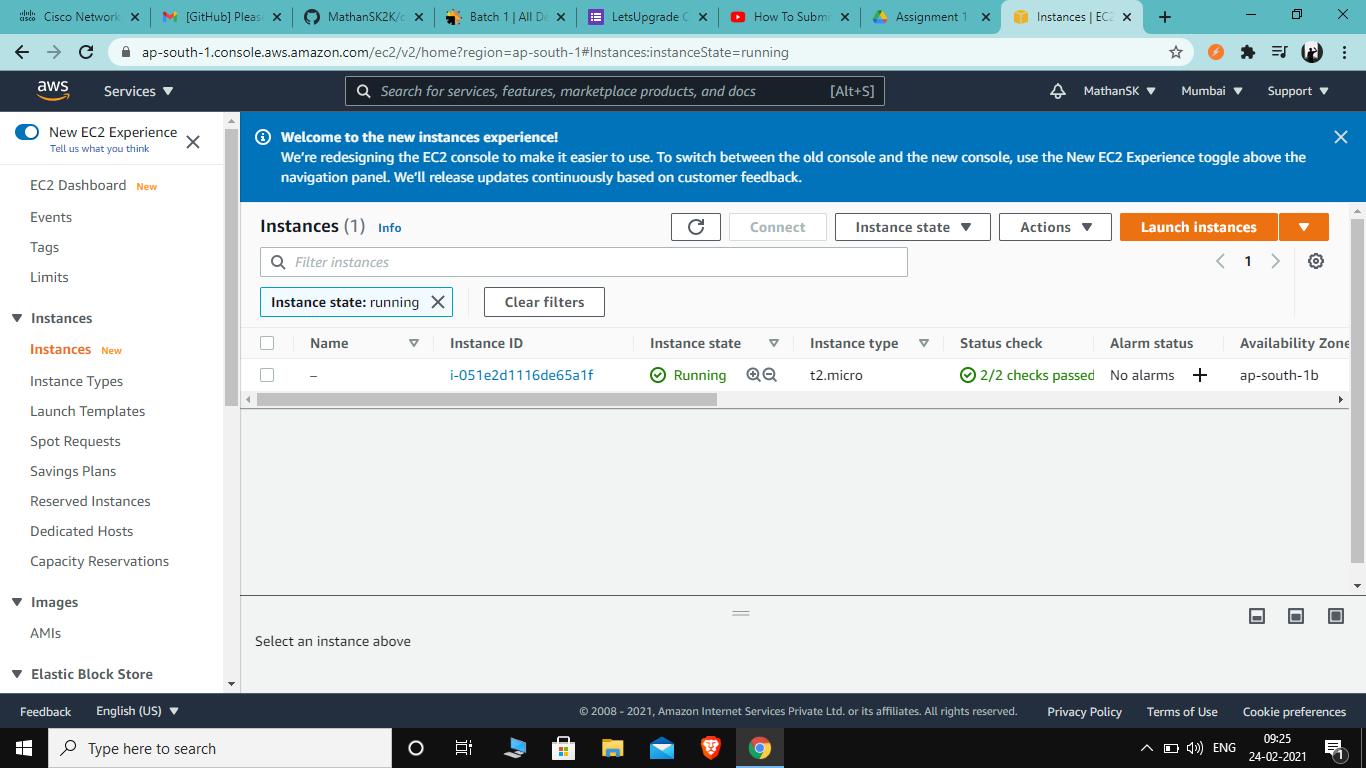 Cisco Network
[GitHub] Please
MathanSK2K/c
Batch 1 | All De
LetsUpgrade C
How To Submi
Assignment 1
Instances | EC2
ap-south-1.console.aws.amazon.com/ec2/v2/home?region=ap-south-1#Instances:instanceState=running
aws
Services
Search for services, features, marketplace products, and docs
[Alt+S]
MathanSK
Mumbai
Support
New EC2 Experience
Tell us what you think
EC2 Dashboard New
Events
Tags
Limits
Instances
Instances New
Instance Types
Launch Templates
Spot Requests
Savings Plans
Reserved Instances
Dedicated Hosts
Capacity Reservations
Images
AMIs
Elastic Block Store
Welcome to the new instances experience!
We're redesigning the EC2 console to make it easier to use. To switch between the old console and the new console, use the New EC2 Experience toggle above the
navigation panel. We'll release updates continuously based on customer feedback.
Instances (1) Info
Connect
Instance state
Actions
Launch instances
Filter instances
1
Instance state: running
Clear filters
Name Instance ID Instance state Instance type Status check Alarm status Availability Zone
– i-051e2d1116de65a1f Running t2.micro 2/2 checks passed No alarms + ap-south-1b
Select an instance above
Feedback
English (US)
© 2008 - 2021, Amazon Internet Services Private Ltd. or its affiliates. All rights reserved.
Privacy Policy
Terms of Use
Cookie preferences
Type here to search
ENG
09:25
24-02-2021
1